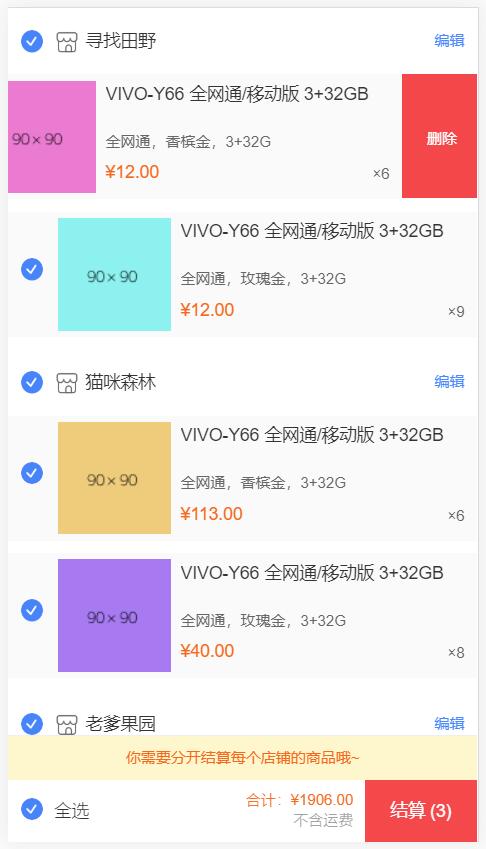 寻找田野 编辑
VIVO-Y66 全网通/移动版 3+32GB
90×90
全网通，香槟金，3+32G
删除
¥12.00 ×6
VIVO-Y66 全网通/移动版 3+32GB
90×90
全网通，玫瑰金，3+32G
¥12.00 ×9
猫咪森林 编辑
VIVO-Y66 全网通/移动版 3+32GB
90×90
全网通，香槟金，3+32G
¥113.00 ×6
VIVO-Y66 全网通/移动版 3+32GB
90×90
全网通，玫瑰金，3+32G
¥40.00 ×8
老爹果园 编辑
你需要分开结算每个店铺的商品哦~
全选
合计：¥1906.00
不含运费
结算 (3)